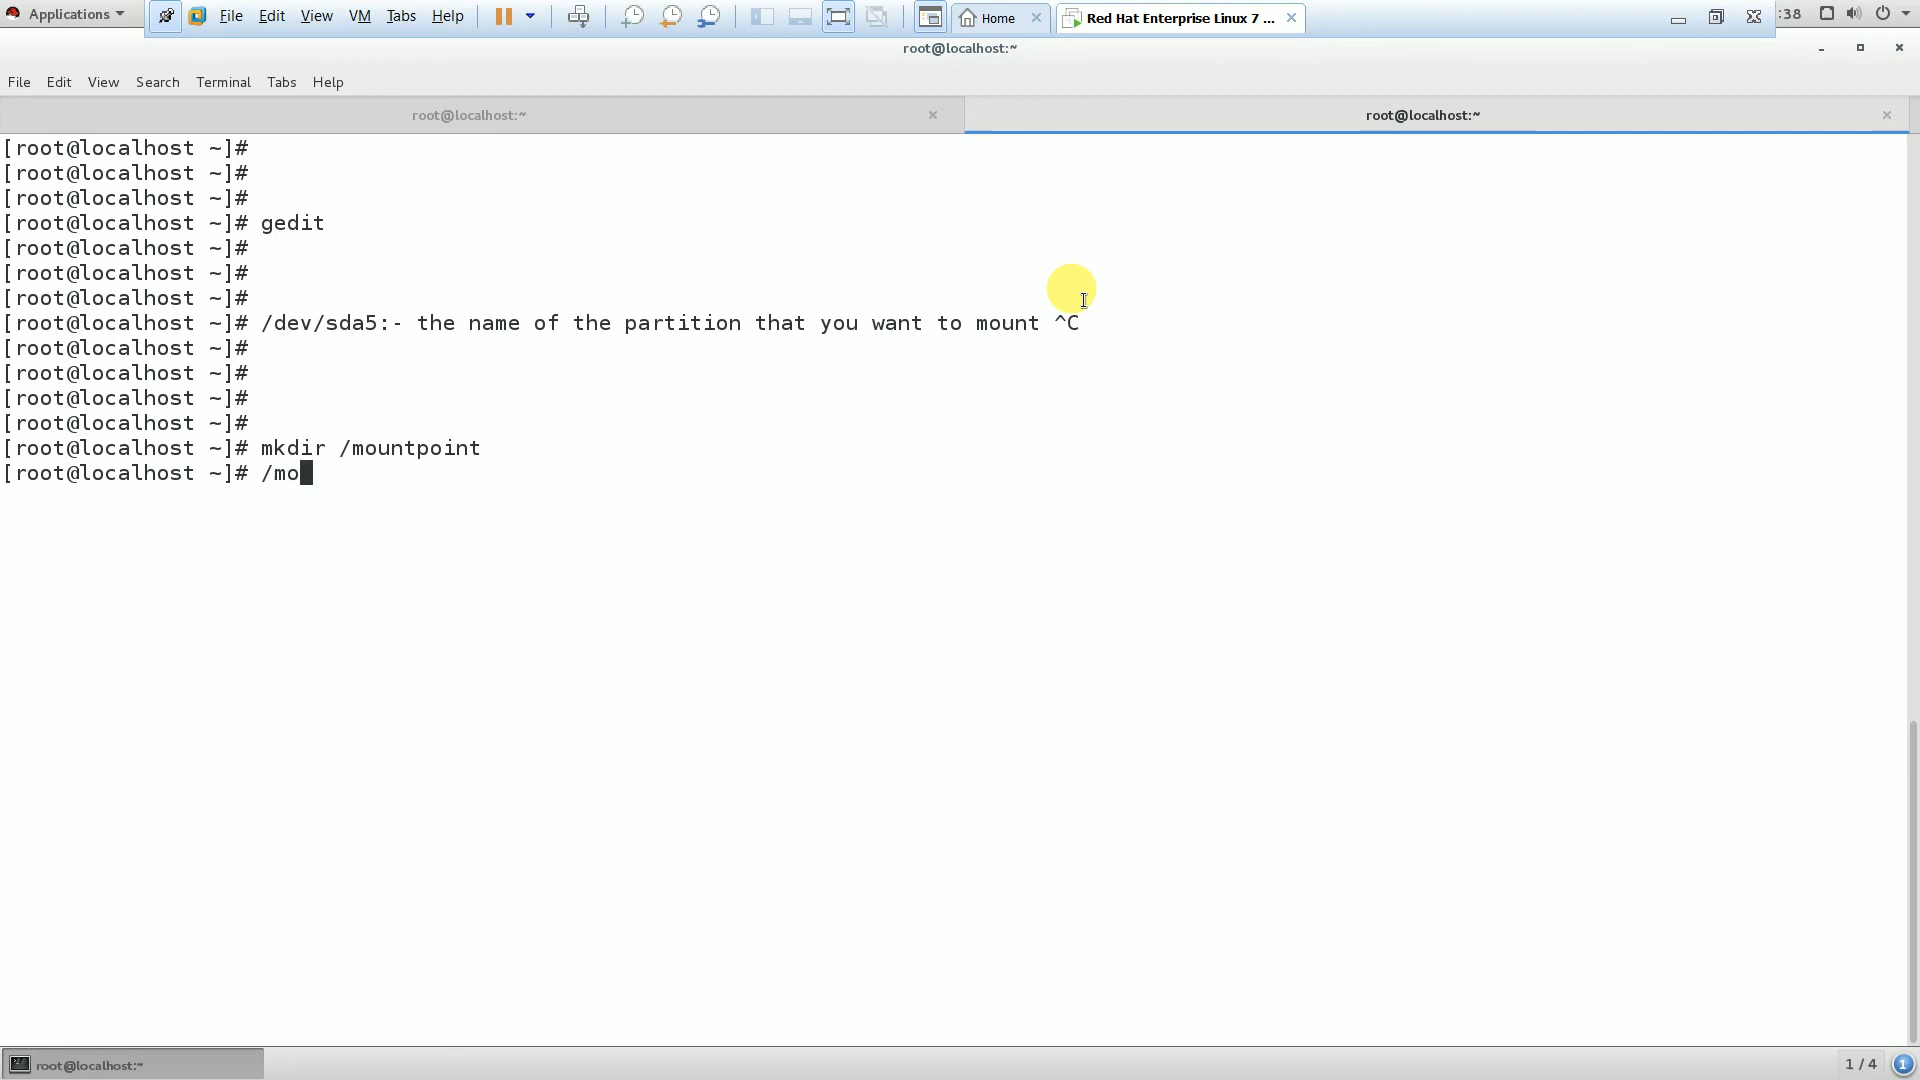 Applications File Edit View VM Tabs Help Home Red Hat Enterprise Linux 7 ... :38
root@localhost:~
File Edit View Search Terminal Tabs Help
root@localhost:~ root@localhost:~
[root@localhost ~]#
[root@localhost ~]#
[root@localhost ~]#
[root@localhost ~]# gedit
[root@localhost ~]#
[root@localhost ~]#
[root@localhost ~]#
[root@localhost ~]# /dev/sda5:- the name of the partition that you want to mount ^C
[root@localhost ~]#
[root@localhost ~]#
[root@localhost ~]#
[root@localhost ~]#
[root@localhost ~]# mkdir /mountpoint
[root@localhost ~]# /mo
root@localhost:~ 1 / 4 1